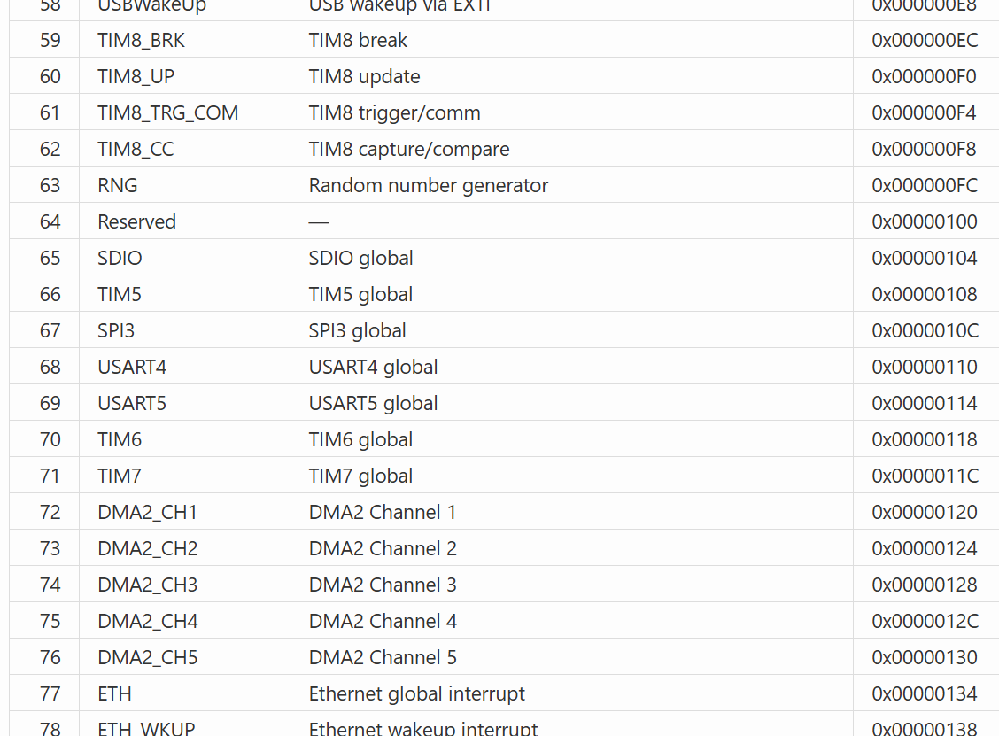 58 USBWakeUp USB wakeup via EXTI 0x000000E8
59 TIM8_BRK TIM8 break 0x000000EC
60 TIM8_UP TIM8 update 0x000000F0
61 TIM8_TRG_COM TIM8 trigger/comm 0x000000F4
62 TIM8_CC TIM8 capture/compare 0x000000F8
63 RNG Random number generator 0x000000FC
64 Reserved — 0x00000100
65 SDIO SDIO global 0x00000104
66 TIM5 TIM5 global 0x00000108
67 SPI3 SPI3 global 0x0000010C
68 USART4 USART4 global 0x00000110
69 USART5 USART5 global 0x00000114
70 TIM6 TIM6 global 0x00000118
71 TIM7 TIM7 global 0x0000011C
72 DMA2_CH1 DMA2 Channel 1 0x00000120
73 DMA2_CH2 DMA2 Channel 2 0x00000124
74 DMA2_CH3 DMA2 Channel 3 0x00000128
75 DMA2_CH4 DMA2 Channel 4 0x0000012C
76 DMA2_CH5 DMA2 Channel 5 0x00000130
77 ETH Ethernet global interrupt 0x00000134
78 ETH_WKUP Ethernet wakeup interrupt 0x00000138